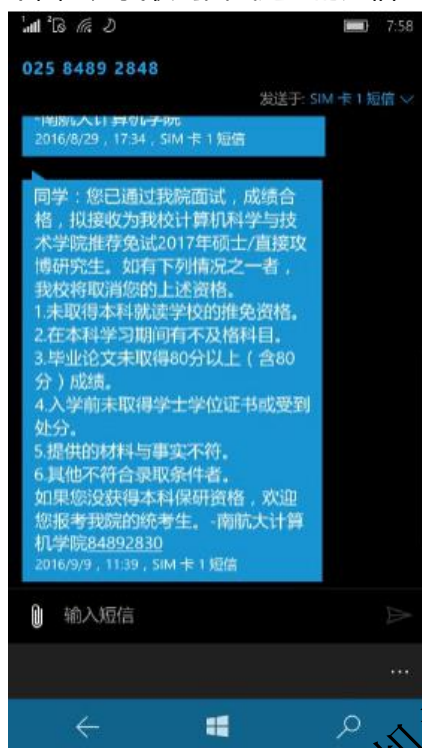 7:58
025 8489 2848
发送于: SIM 卡 1 短信
-南航大计算机学院
2016/8/29 , 17:34 , SIM 卡 1 短信
同学：您已通过我院面试，成绩合
格，拟接收为我校计算机科学与技
术学院推荐免试2017年硕士/直接攻
博研究生。如有下列情况之一者，
我校将取消您的上述资格。
1.未取得本科就读学校的推免资格。
2.在本科学习期间有不及格科目。
3.毕业论文未取得80分以上（含80
分）成绩。
4.入学前未取得学士学位证书或受到
处分。
5.提供的材料与事实不符。
6.其他不符合录取条件者。
如果您没获得本科保研资格，欢迎
您报考我院的统考生。-南航大计算
机学院84892830
2016/9/9 , 11:39 , SIM 卡 1 短信
输入短信